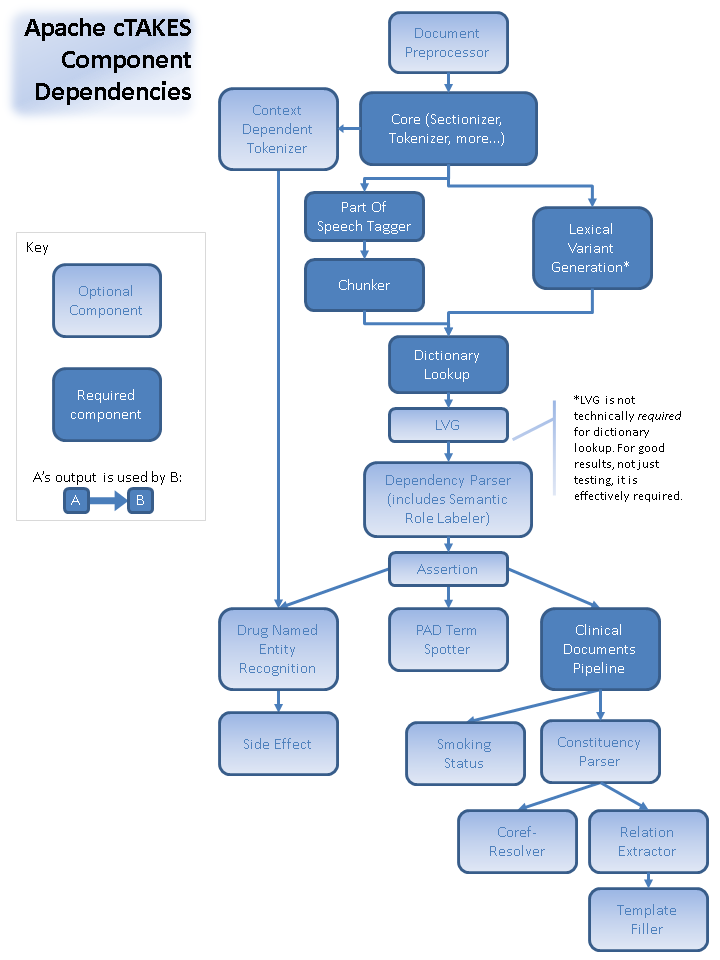 Apache cTAKES
Component
Dependencies
Document
Preprocessor
Context
Dependent
Tokenizer
Core (Sectionizer,
Tokenizer, more...)
Part Of
Speech Tagger
Lexical
Variant
Generation*
Key
Optional
Component
Chunker
Dictionary
Lookup
Required
component
LVG
*LVG is not
technically required
for dictionary
lookup. For good
results, not just
testing, it is
effectively required.
A's output is used by B:
A
B
Dependency Parser
(includes Semantic
Role Labeler)
Assertion
Drug Named
Entity
Recognition
PAD Term
Spotter
Clinical
Documents
Pipeline
Side Effect
Smoking
Status
Constituency
Parser
Coref-
Resolver
Relation
Extractor
Template
Filler